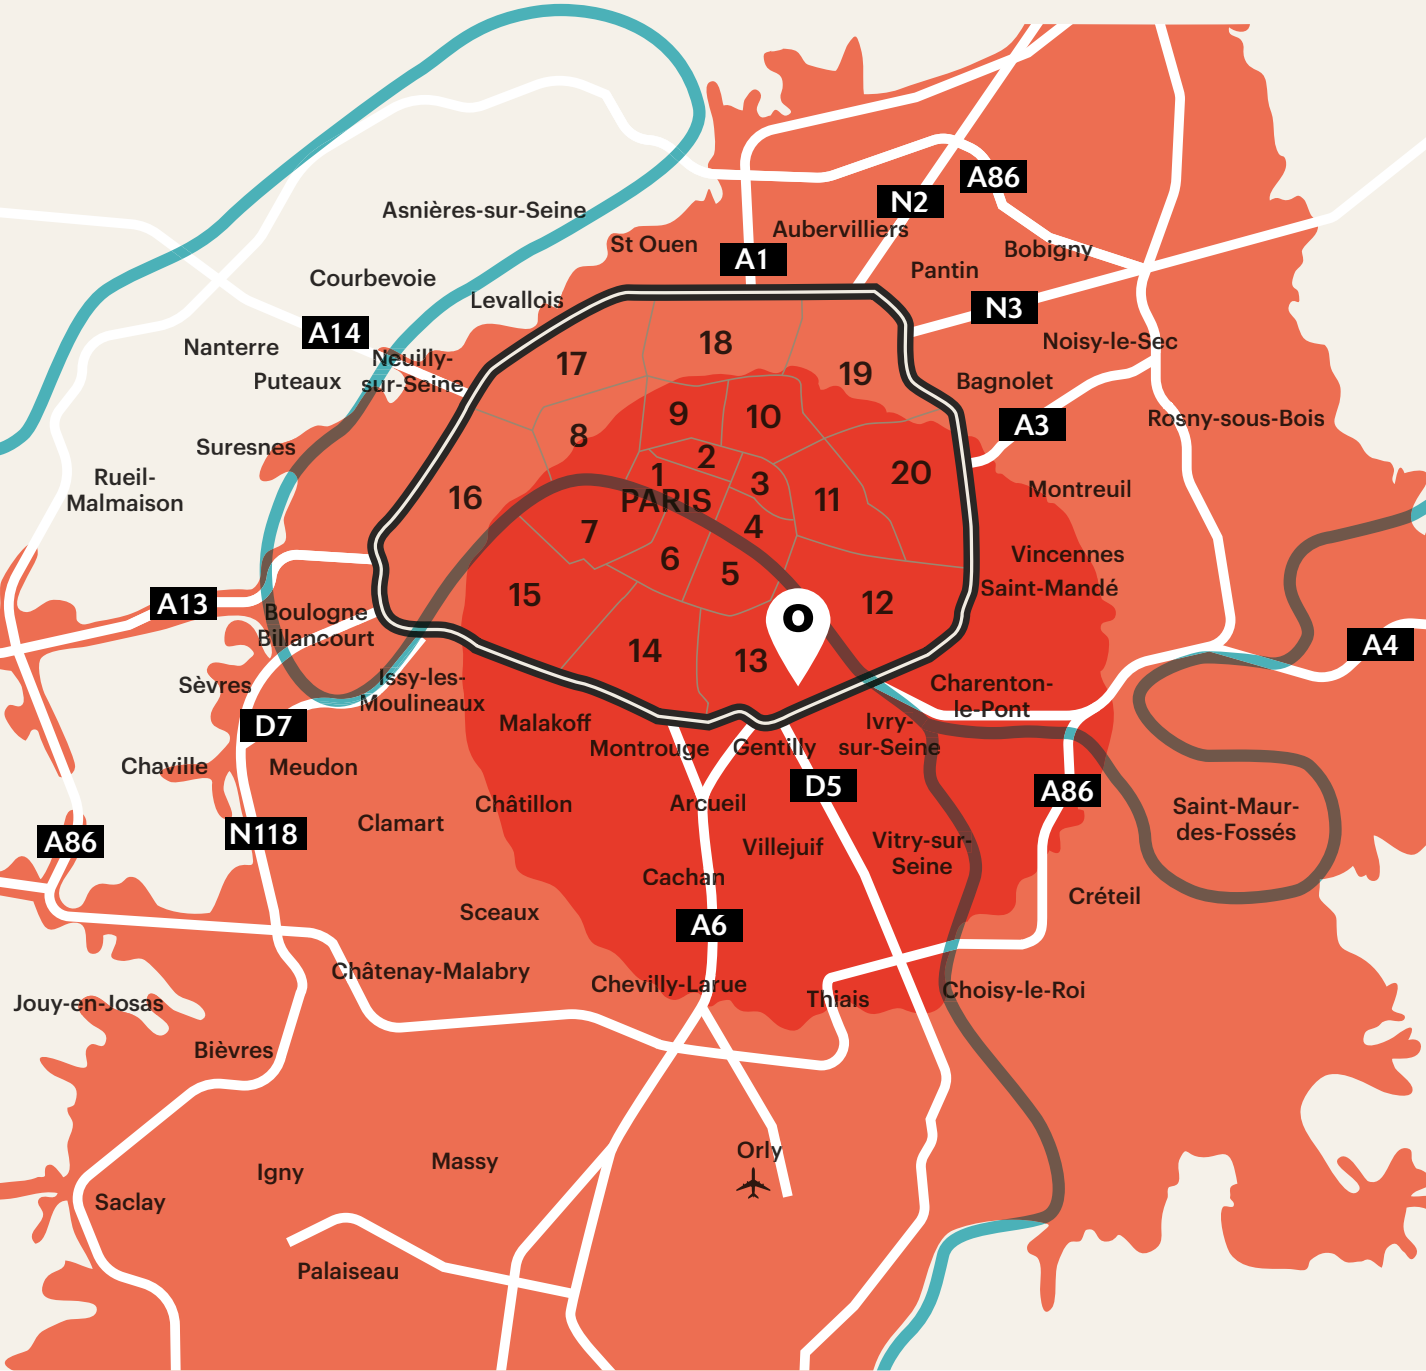 A86
N2
Asnières-sur-Seine
Aubervilliers
St Ouen
Bobigny
A1
Pantin
Courbevoie
Levallois
N3
A14
Noisy-le-Sec
18
Nanterre
Neuilly-
sur-Seine
17
19
Puteaux
Bagnolet
9
10
Rosny-sous-Bois
A3
8
Suresnes
2
1
20
Rueil-
Malmaison
3
Montreuil
16
PARIS
11
7
4
Vincennes
6
5
Saint-Mandé
15
A13
12
Boulogne
Billancourt
O
A4
14
13
Sèvres
Issy-les-
Moulineaux
Charenton-
le-Pont
D7
Malakoff
Ivry-
sur-Seine
Montrouge
Gentilly
Chaville
Meudon
D5
A86
Châtillon
Arcueil
Saint-Maur-
des-Fossés
Clamart
N118
A86
Villejuif
Vitry-sur-
Seine
Cachan
Créteil
Sceaux
A6
Châtenay-Malabry
Chevilly-Larue
Thiais
Choisy-le-Roi
Jouy-en-Josas
Bièvres
Orly
Massy
Igny
Saclay
Palaiseau